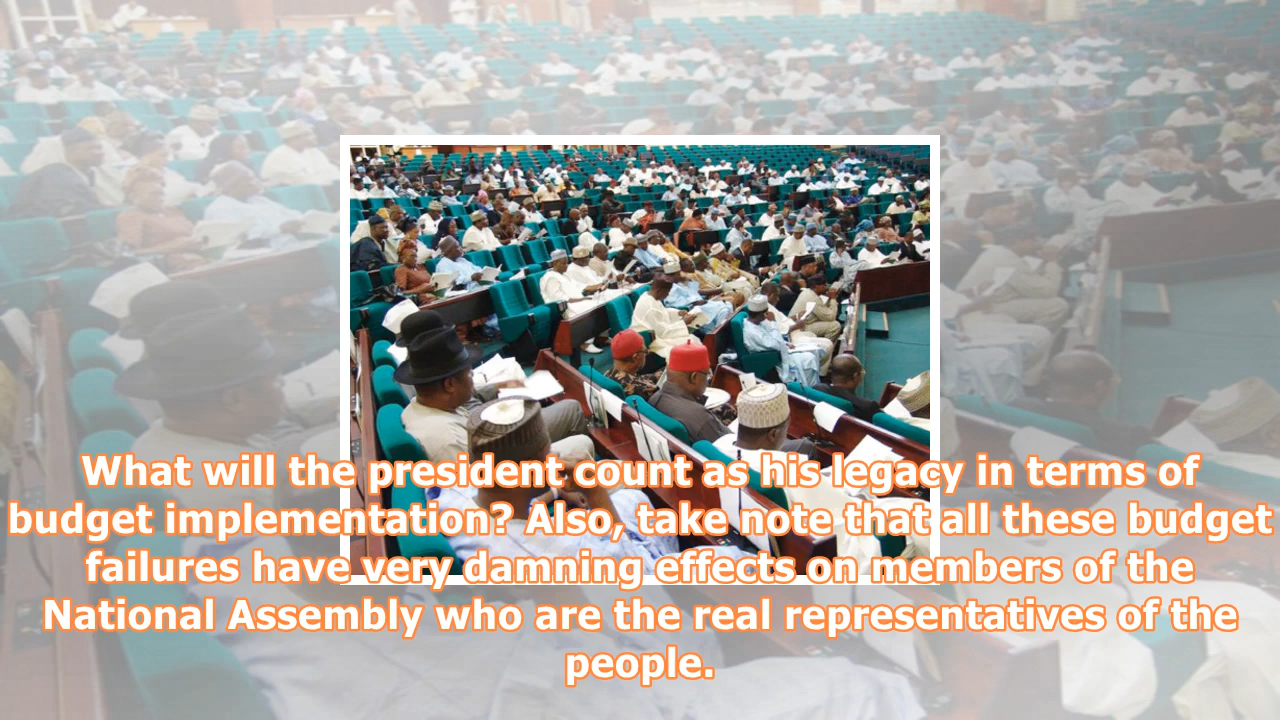 What will the president count as his legacy in terms of
budget implementation? Also, take note that all these budget
failures have very damning effects on members of the
National Assembly who are the real representatives of the
people.